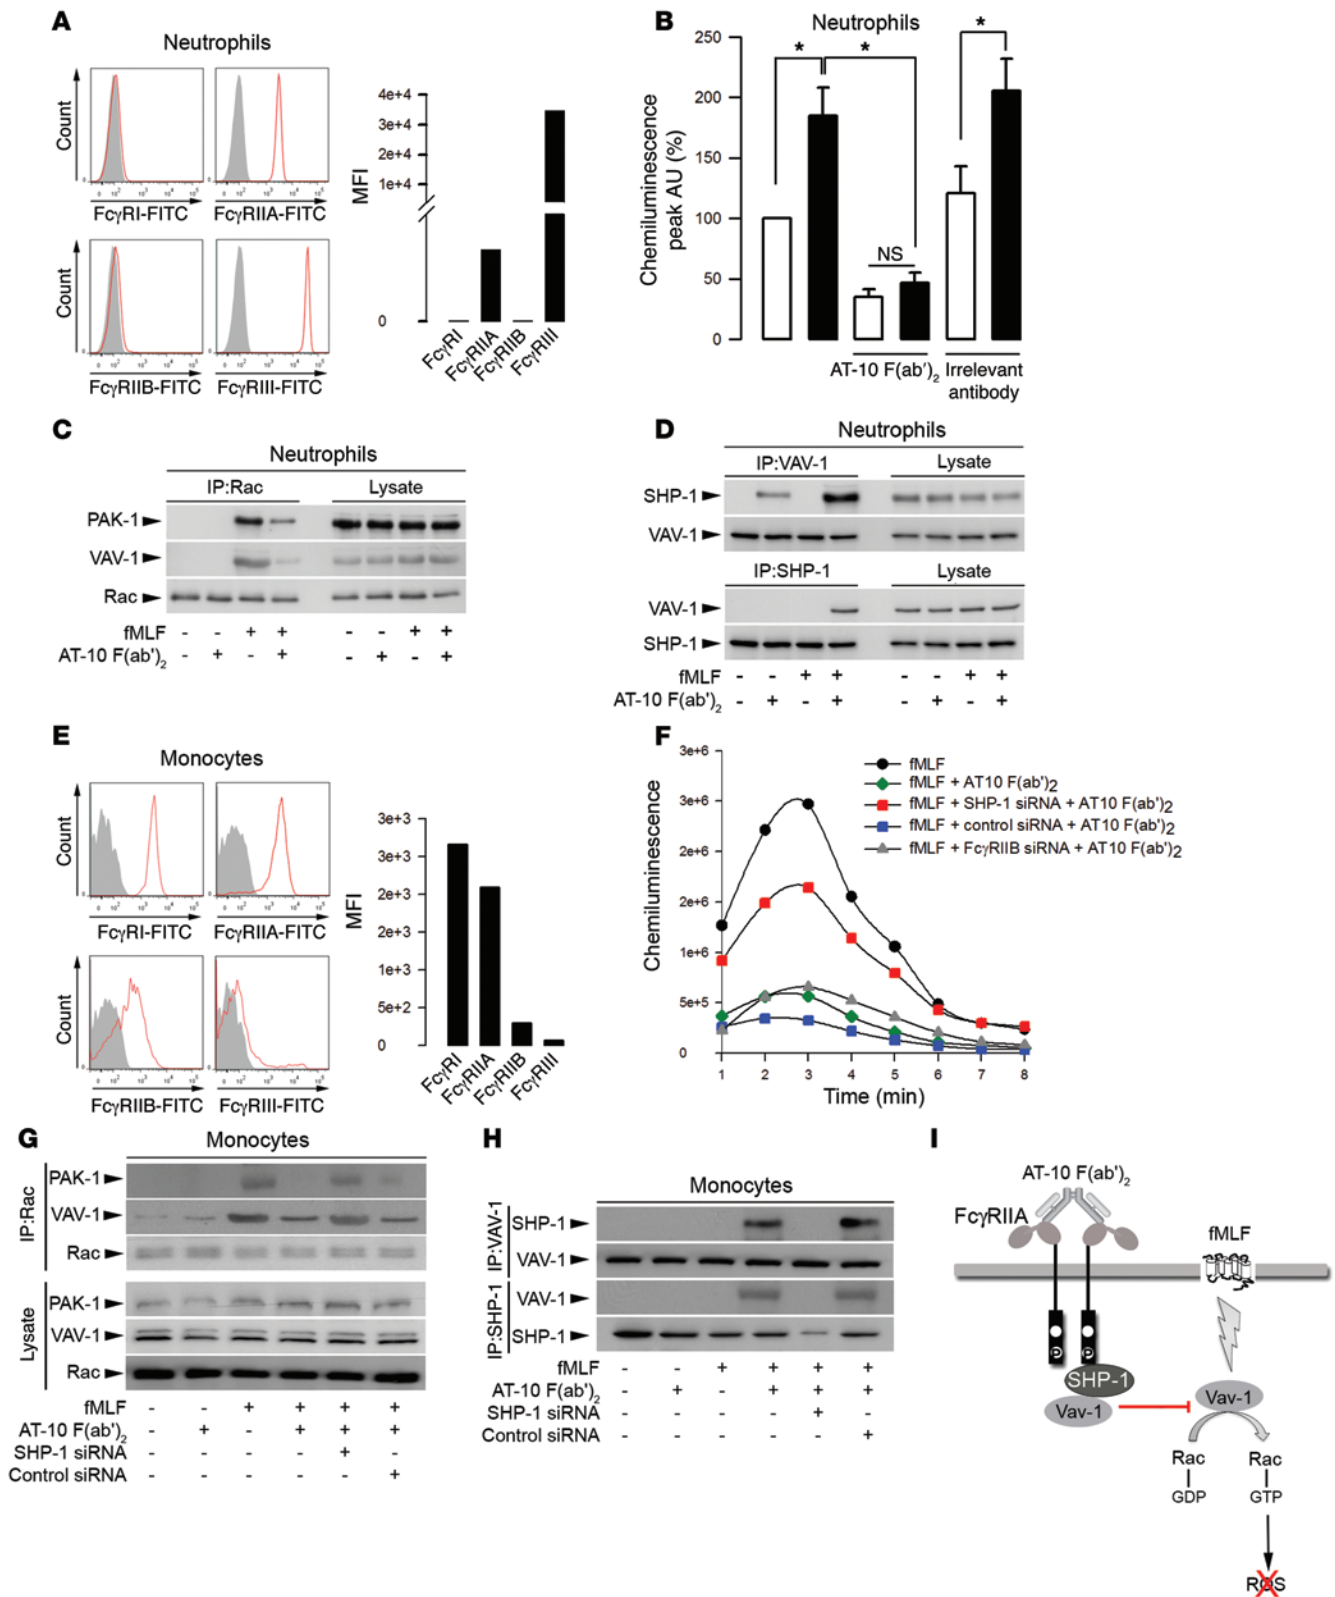 A
Neutrophils
Count
Count
0 10² 10³ 10⁴ 10⁵
FcγRI-FITC
FcγRIIA-FITC
FcγRIIB-FITC
FcγRIII-FITC
MFI
4e+4
3e+4
2e+4
1e+4
0
FcγRI
FcγRIIA
FcγRIIB
FcγRIII
B
Neutrophils
Chemiluminescence
peak AU (%)
250
200
150
100
50
0
*
*
*
NS
AT-10 F(ab')₂
Irrelevant
antibody
C
Neutrophils
IP:Rac Lysate
PAK-1
VAV-1
Rac
fMLF - - + + - - + +
AT-10 F(ab')₂ - + - + - + - +
D
Neutrophils
IP:VAV-1 Lysate
SHP-1
VAV-1
IP:SHP-1 Lysate
VAV-1
SHP-1
fMLF - - + + - - + +
AT-10 F(ab')₂ - + - + - + - +
E
Monocytes
Count
Count
FcγRI-FITC
FcγRIIA-FITC
FcγRIIB-FITC
FcγRIII-FITC
MFI
3e+3
3e+3
2e+3
2e+3
1e+3
5e+2
0
FcγRI
FcγRIIA
FcγRIIB
FcγRIII
F
Chemiluminescence
3e+6
3e+6
2e+6
2e+6
1e+6
5e+5
0
1 2 3 4 5 6 7 8
Time (min)
fMLF
fMLF + AT10 F(ab')2
fMLF + SHP-1 siRNA + AT10 F(ab')2
fMLF + control siRNA + AT10 F(ab')2
fMLF + FcγRIIB siRNA + AT10 F(ab')2
G
Monocytes
IP:Rac
PAK-1
VAV-1
Rac
Lysate
PAK-1
VAV-1
Rac
fMLF - - + + + +
AT-10 F(ab')₂ - + - + + +
SHP-1 siRNA - - - - + -
Control siRNA - - - - - +
H
Monocytes
IP:VAV-1
SHP-1
VAV-1
IP:SHP-1
VAV-1
SHP-1
fMLF - - + + + +
AT-10 F(ab')₂ - + - + + +
SHP-1 siRNA - - - - + -
Control siRNA - - - - - +
I
AT-10 F(ab')₂
FcγRIIA
fMLF
P
P
SHP-1
Vav-1
Vav-1
Rac
GDP
Rac
GTP
ROS